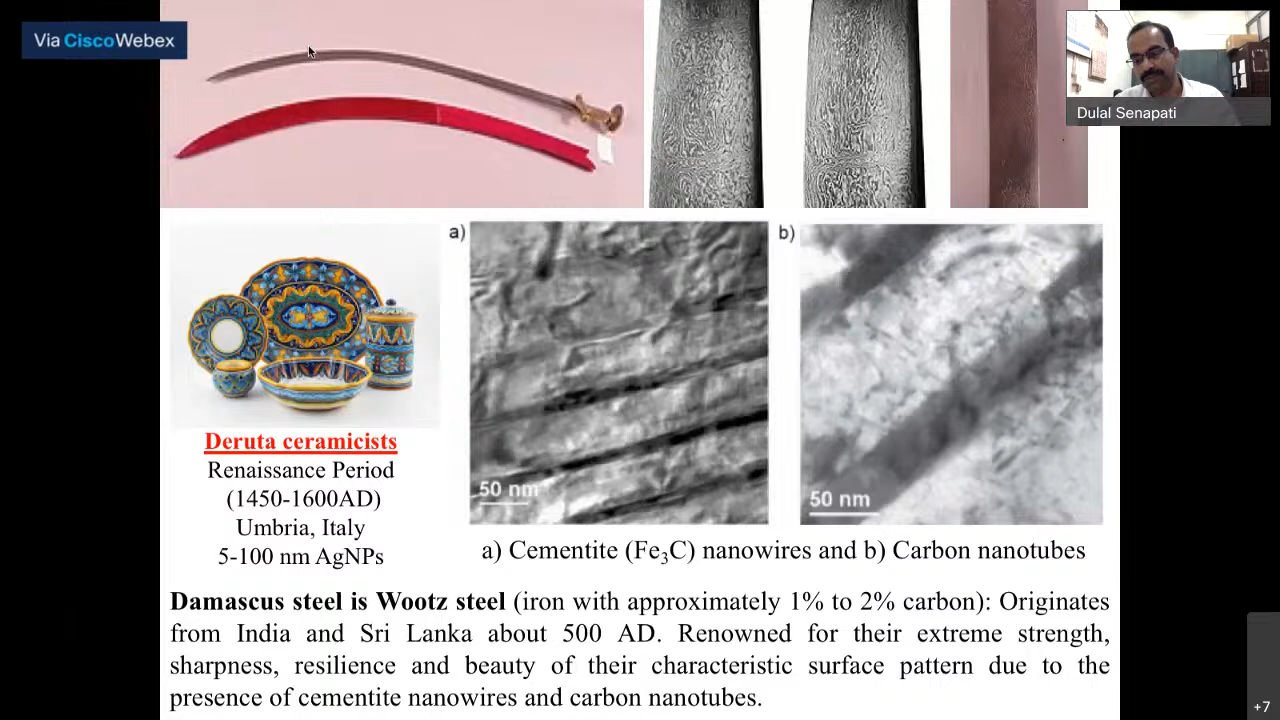 Via CiscoWebex
Dulal Senapati
a)
b)
50 nm
50 nm
Deruta ceramicists
Renaissance Period
(1450-1600AD)
Umbria, Italy
5-100 nm AgNPs
a) Cementite (Fe₃C) nanowires and b) Carbon nanotubes
Damascus steel is Wootz steel (iron with approximately 1% to 2% carbon): Originates
from India and Sri Lanka about 500 AD. Renowned for their extreme strength,
sharpness, resilience and beauty of their characteristic surface pattern due to the
presence of cementite nanowires and carbon nanotubes.
+7